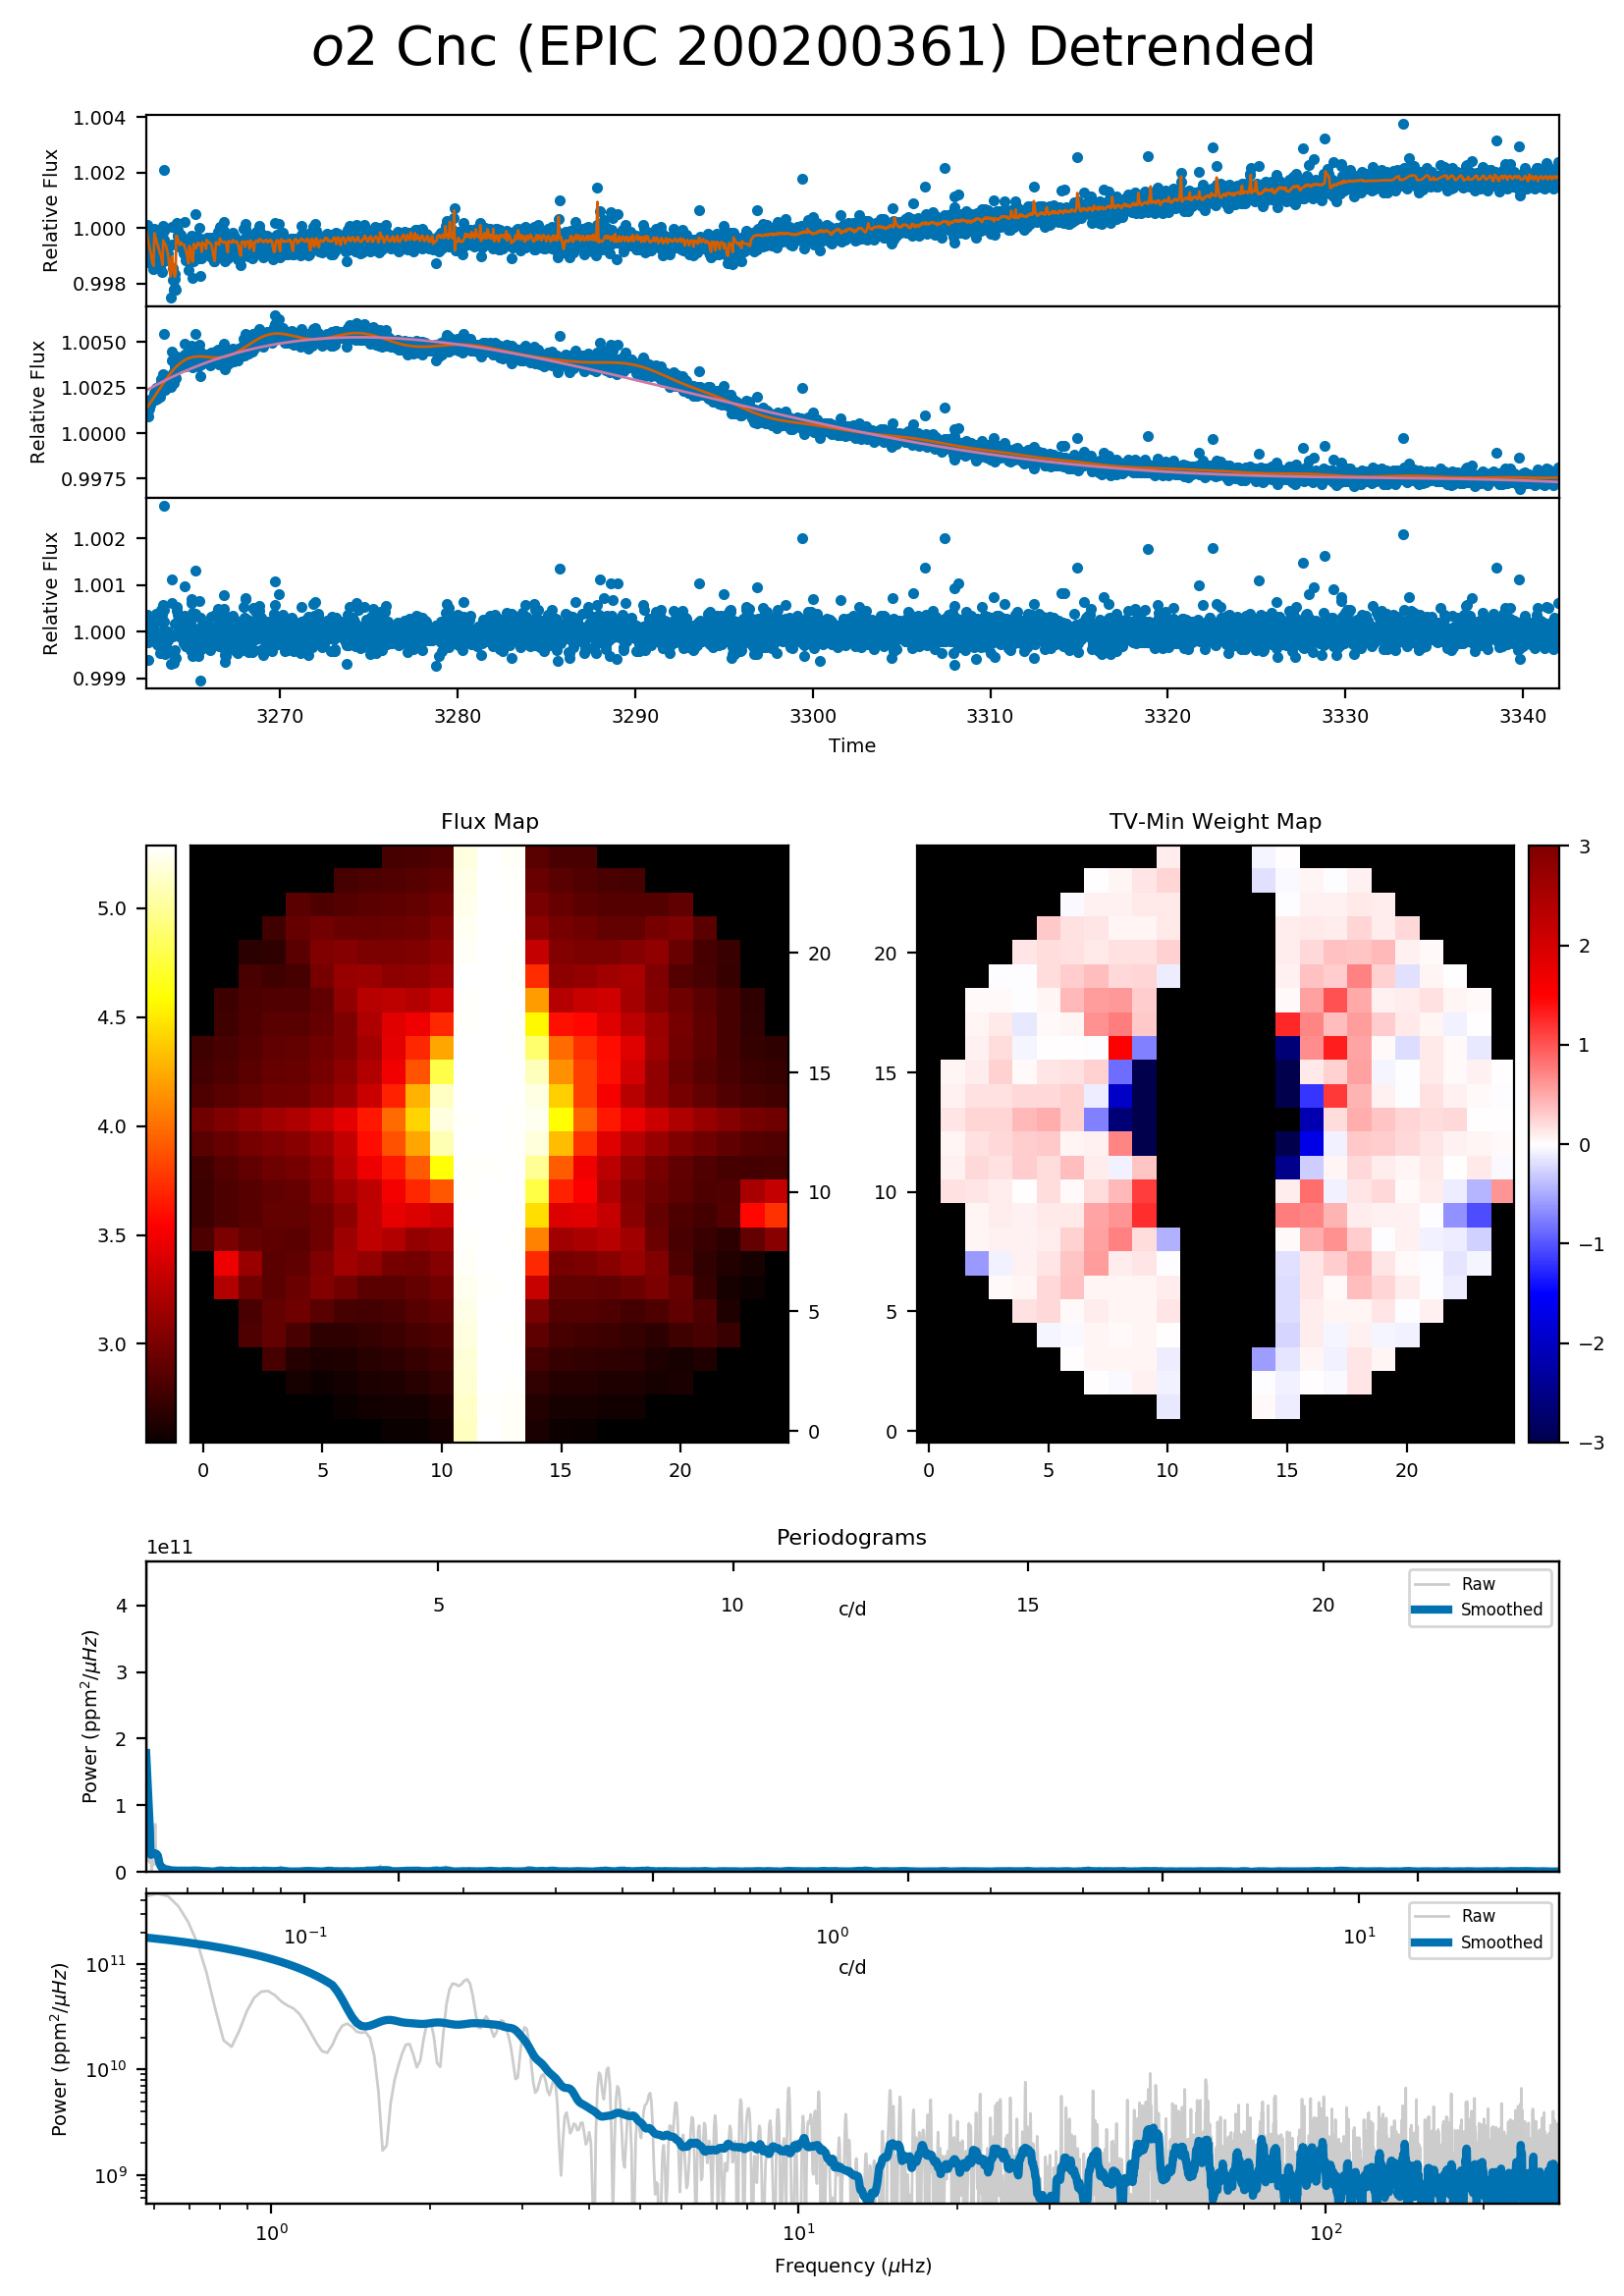 o2 Cnc (EPIC 200200361) Detrended
1.004
1.002
1.000
0.998
Relative Flux
1.0050
1.0025
1.0000
0.9975
Relative Flux
1.002
1.001
1.000
0.999
Relative Flux
3270 3280 3290 3300 3310 3320 3330 3340
Time
Flux Map
5.0
4.5
4.0
3.5
3.0
20
15
10
5
0
0 5 10 15 20
TV-Min Weight Map
20
15
10
5
0
0 5 10 15 20
3
2
1
0
−1
−2
−3
Periodograms
1e11
5 10 15 20
c/d
Raw
Smoothed
4
3
2
1
0
Power (ppm²/μHz)
10⁻¹ 10⁰ 10¹
c/d
Raw
Smoothed
10¹¹
10¹⁰
10⁹
Power (ppm²/μHz)
10⁰ 10¹ 10²
Frequency (μHz)